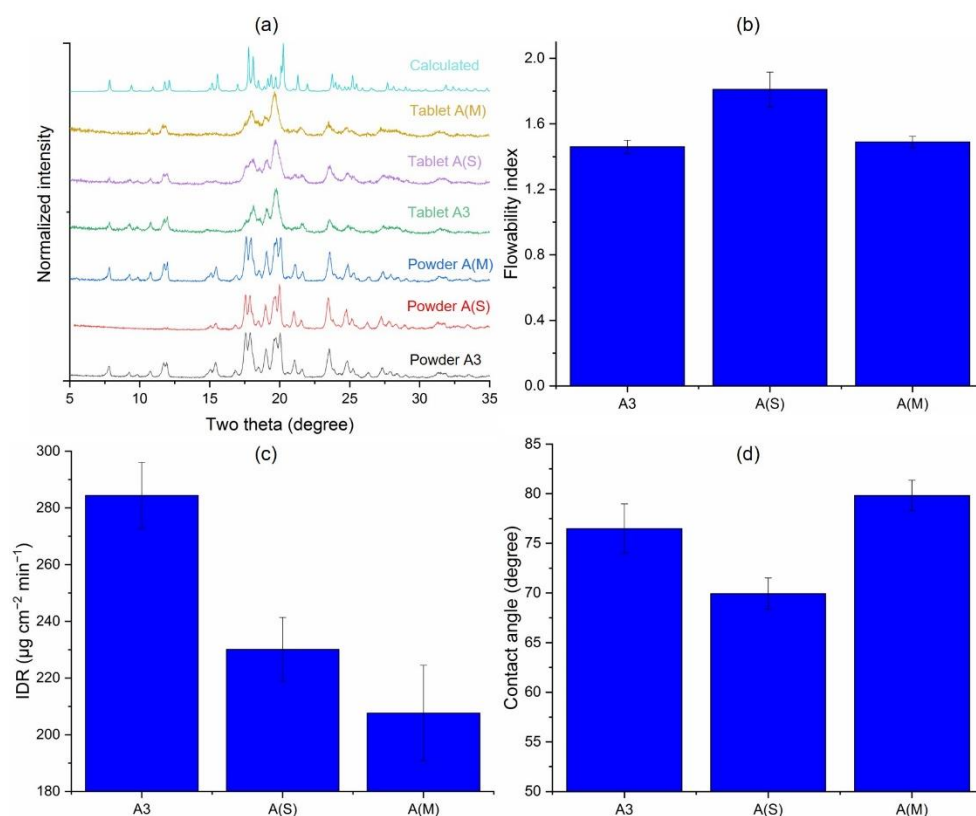 (a)
Normalized intensity
Calculated
Tablet A(M)
Tablet A(S)
Tablet A3
Powder A(M)
Powder A(S)
Powder A3
5 10 15 20 25 30 35
Two theta (degree)
(b)
Flowability index
2.0
1.6
1.2
0.8
0.4
0.0
A3 A(S) A(M)
(c)
IDR (µg cm⁻² min⁻¹)
300
280
260
240
220
200
180
A3 A(S) A(M)
(d)
Contact angle (degree)
85
80
75
70
65
60
55
50
A3 A(S) A(M)